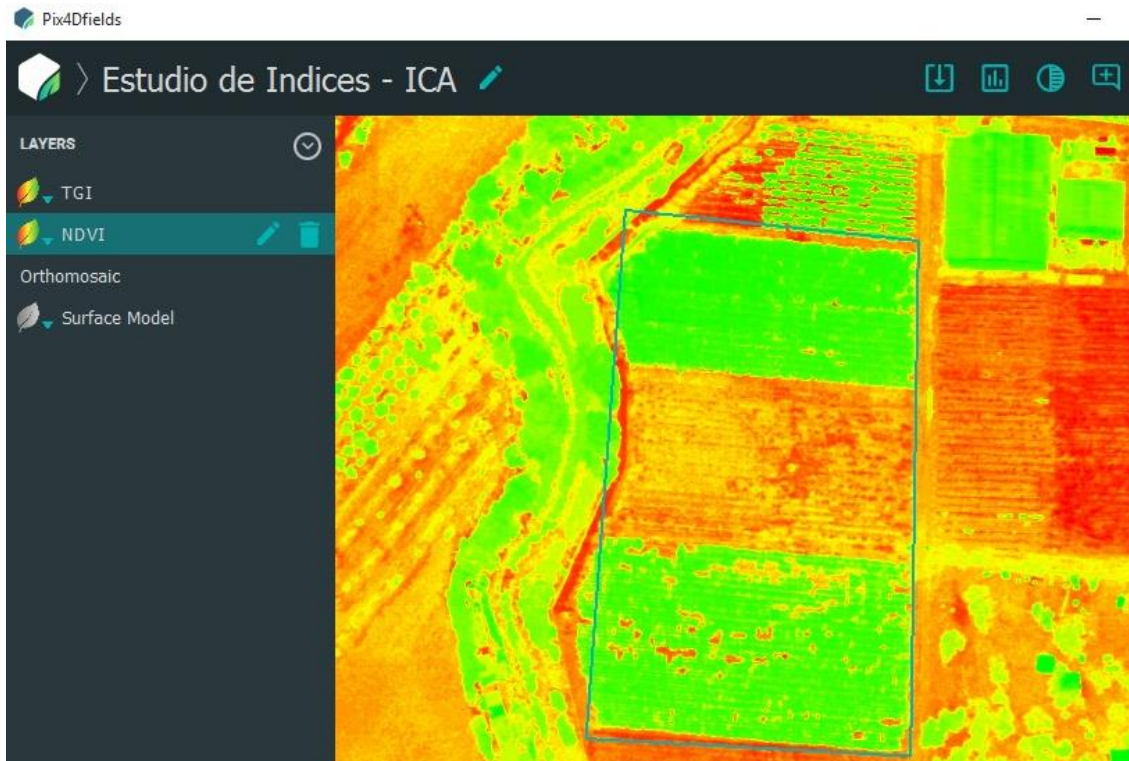 Pix4Dfields
Estudio de Indices - ICA
LAYERS
TGI
NDVI
Orthomosaic
Surface Model